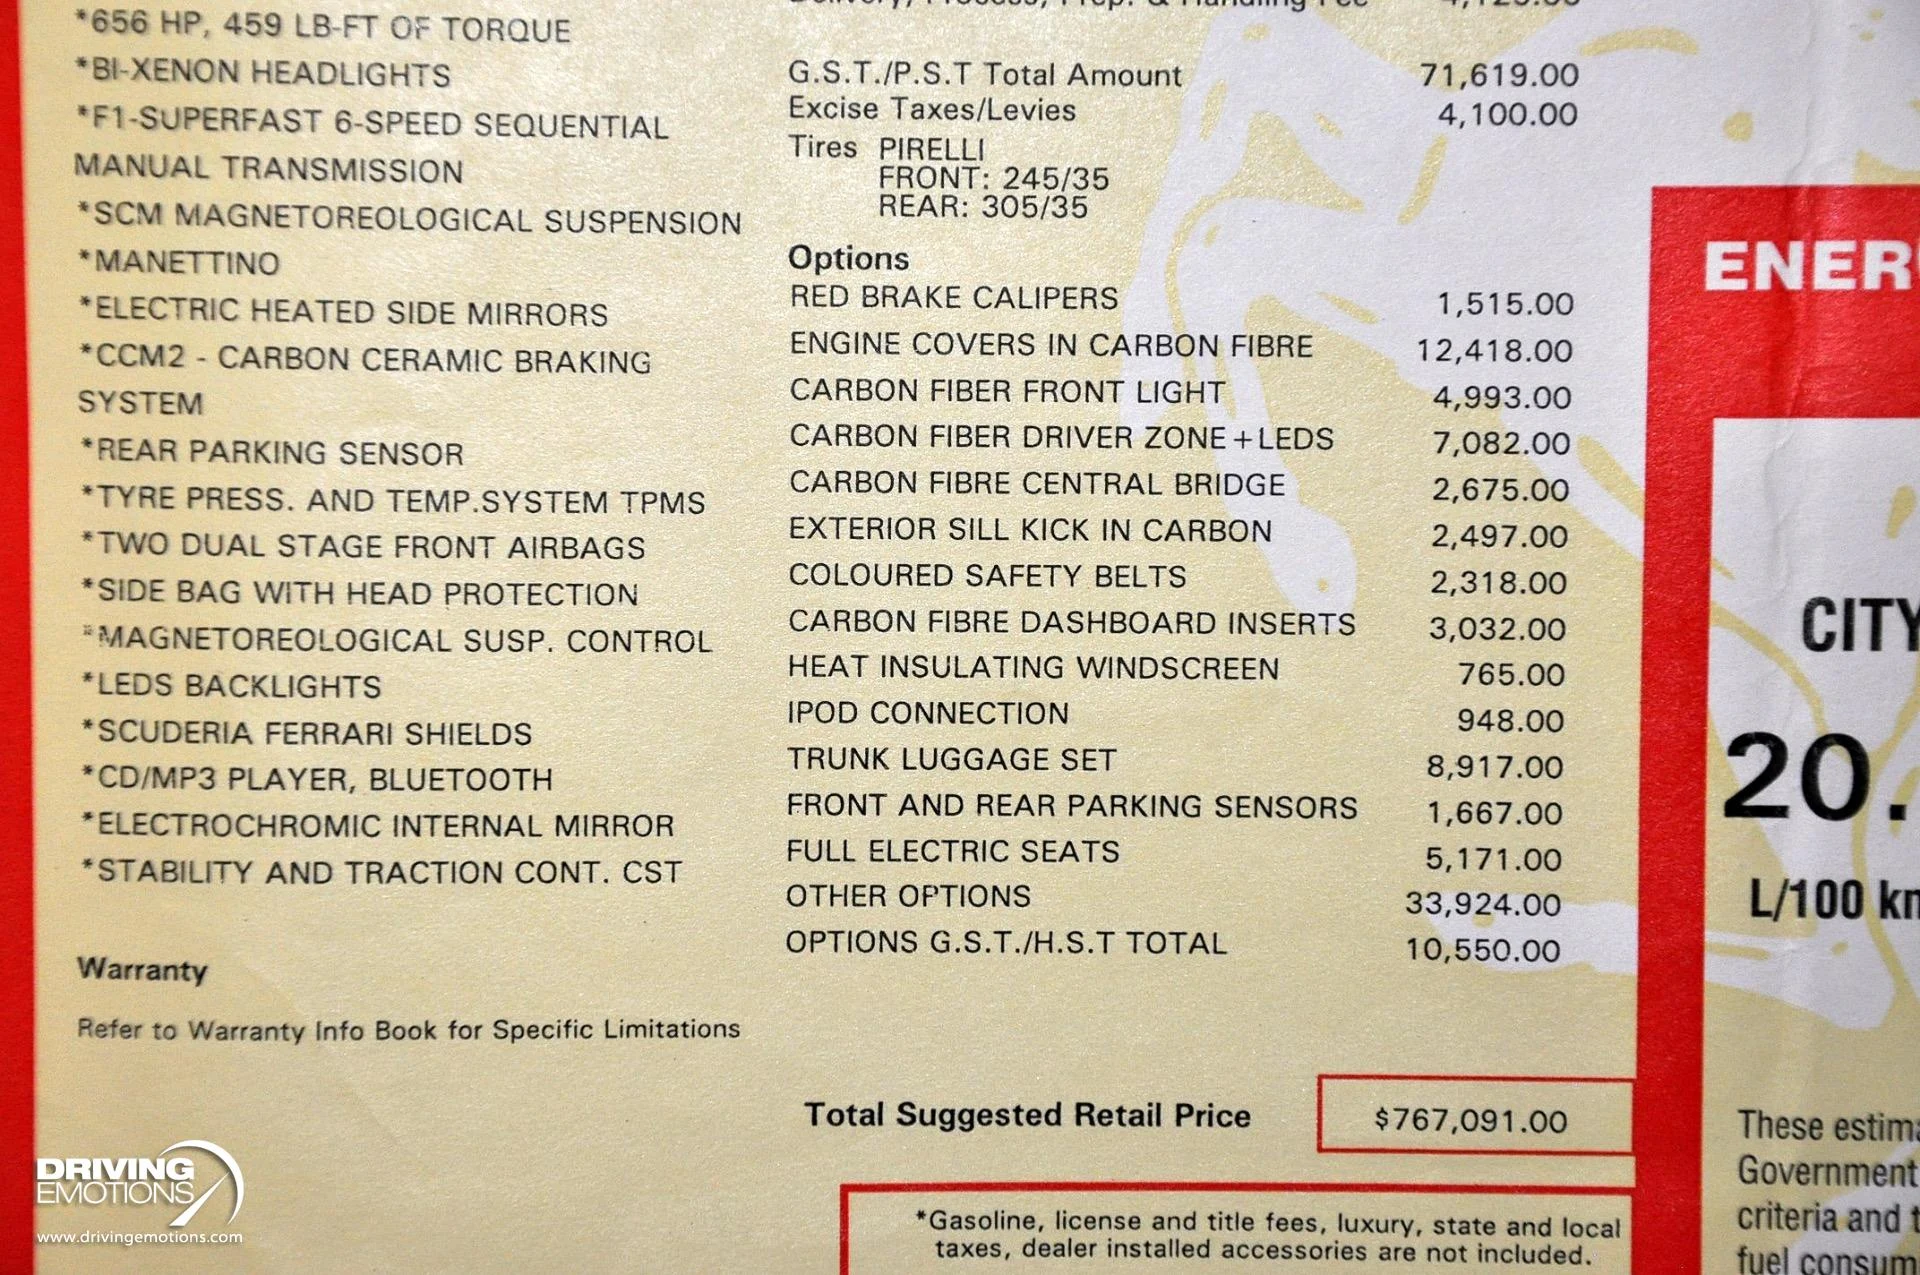 *656 HP, 459 LB-FT OF TORQUE
*BI-XENON HEADLIGHTS
*F1-SUPERFAST 6-SPEED SEQUENTIAL
MANUAL TRANSMISSION
*SCM MAGNETOREOLOGICAL SUSPENSION
*MANETTINO
*ELECTRIC HEATED SIDE MIRRORS
*CCM2 - CARBON CERAMIC BRAKING
SYSTEM
*REAR PARKING SENSOR
*TYRE PRESS. AND TEMP.SYSTEM TPMS
*TWO DUAL STAGE FRONT AIRBAGS
*SIDE BAG WITH HEAD PROTECTION
*MAGNETOREOLOGICAL SUSP. CONTROL
*LEDS BACKLIGHTS
*SCUDERIA FERRARI SHIELDS
*CD/MP3 PLAYER, BLUETOOTH
*ELECTROCHROMIC INTERNAL MIRROR
*STABILITY AND TRACTION CONT. CST
Warranty
Refer to Warranty Info Book for Specific Limitations
Delivery, Process, Prep. & Handling Fee 4,125.00
G.S.T./P.S.T Total Amount 71,619.00
Excise Taxes/Levies 4,100.00
Tires PIRELLI
FRONT: 245/35
REAR: 305/35
Options
RED BRAKE CALIPERS 1,515.00
ENGINE COVERS IN CARBON FIBRE 12,418.00
CARBON FIBER FRONT LIGHT 4,993.00
CARBON FIBER DRIVER ZONE+LEDS 7,082.00
CARBON FIBRE CENTRAL BRIDGE 2,675.00
EXTERIOR SILL KICK IN CARBON 2,497.00
COLOURED SAFETY BELTS 2,318.00
CARBON FIBRE DASHBOARD INSERTS 3,032.00
HEAT INSULATING WINDSCREEN 765.00
IPOD CONNECTION 948.00
TRUNK LUGGAGE SET 8,917.00
FRONT AND REAR PARKING SENSORS 1,667.00
FULL ELECTRIC SEATS 5,171.00
OTHER OPTIONS 33,924.00
OPTIONS G.S.T./H.S.T TOTAL 10,550.00
Total Suggested Retail Price $767,091.00
*Gasoline, license and title fees, luxury, state and local
taxes, dealer installed accessories are not included.
ENER
CITY
20.
L/100 km
These estima
Government
criteria and t
fuel consum
DRIVING
EMOTIONS
www.drivingemotions.com